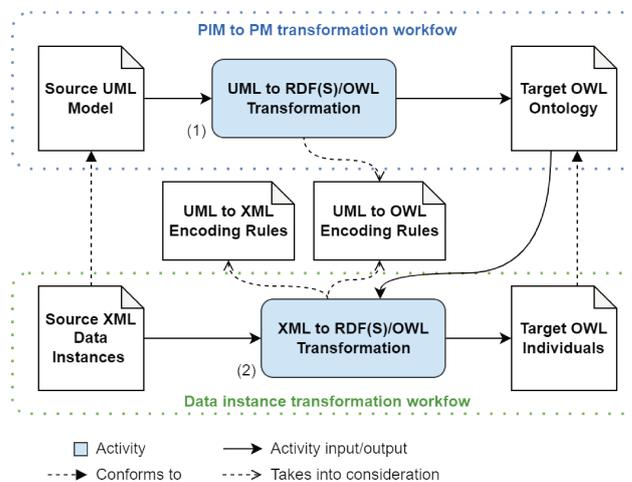 PIM to PM transformation workfow
Source UML
Model
UML to RDF(S)/OWL
Transformation
Target OWL
Ontology
(1)
UML to XML
Encoding Rules
UML to OWL
Encoding Rules
Source XML
Data
Instances
XML to RDF(S)/OWL
Transformation
Target OWL
Individuals
(2)
Data instance transformation workflow
Activity
Activity input/output
Conforms to
Takes into consideration